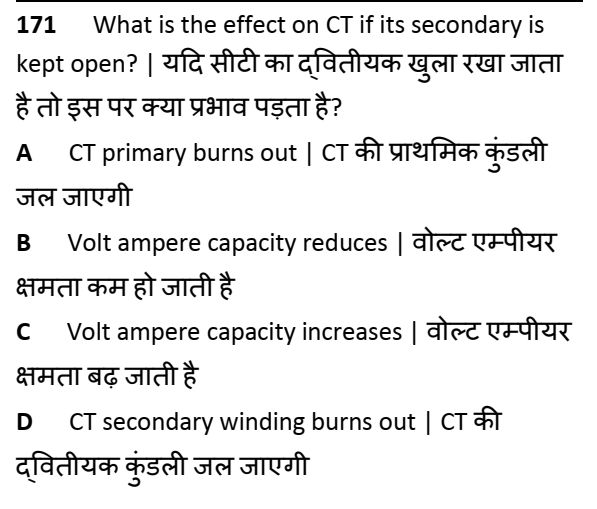 171 What is the effect on CT if its secondary is
kept open? | यदि सीटी का द्वितीयक खुला रखा जाता
है तो इस पर क्या प्रभाव पड़ता है?
A CT primary burns out | CT की प्राथमिक कुंडली
जल जाएगी
B Volt ampere capacity reduces | वोल्ट एम्पीयर
क्षमता कम हो जाती है
C Volt ampere capacity increases | वोल्ट एम्पीयर
क्षमता बढ़ जाती है
D CT secondary winding burns out | CT की
द्वितीयक कुंडली जल जाएगी